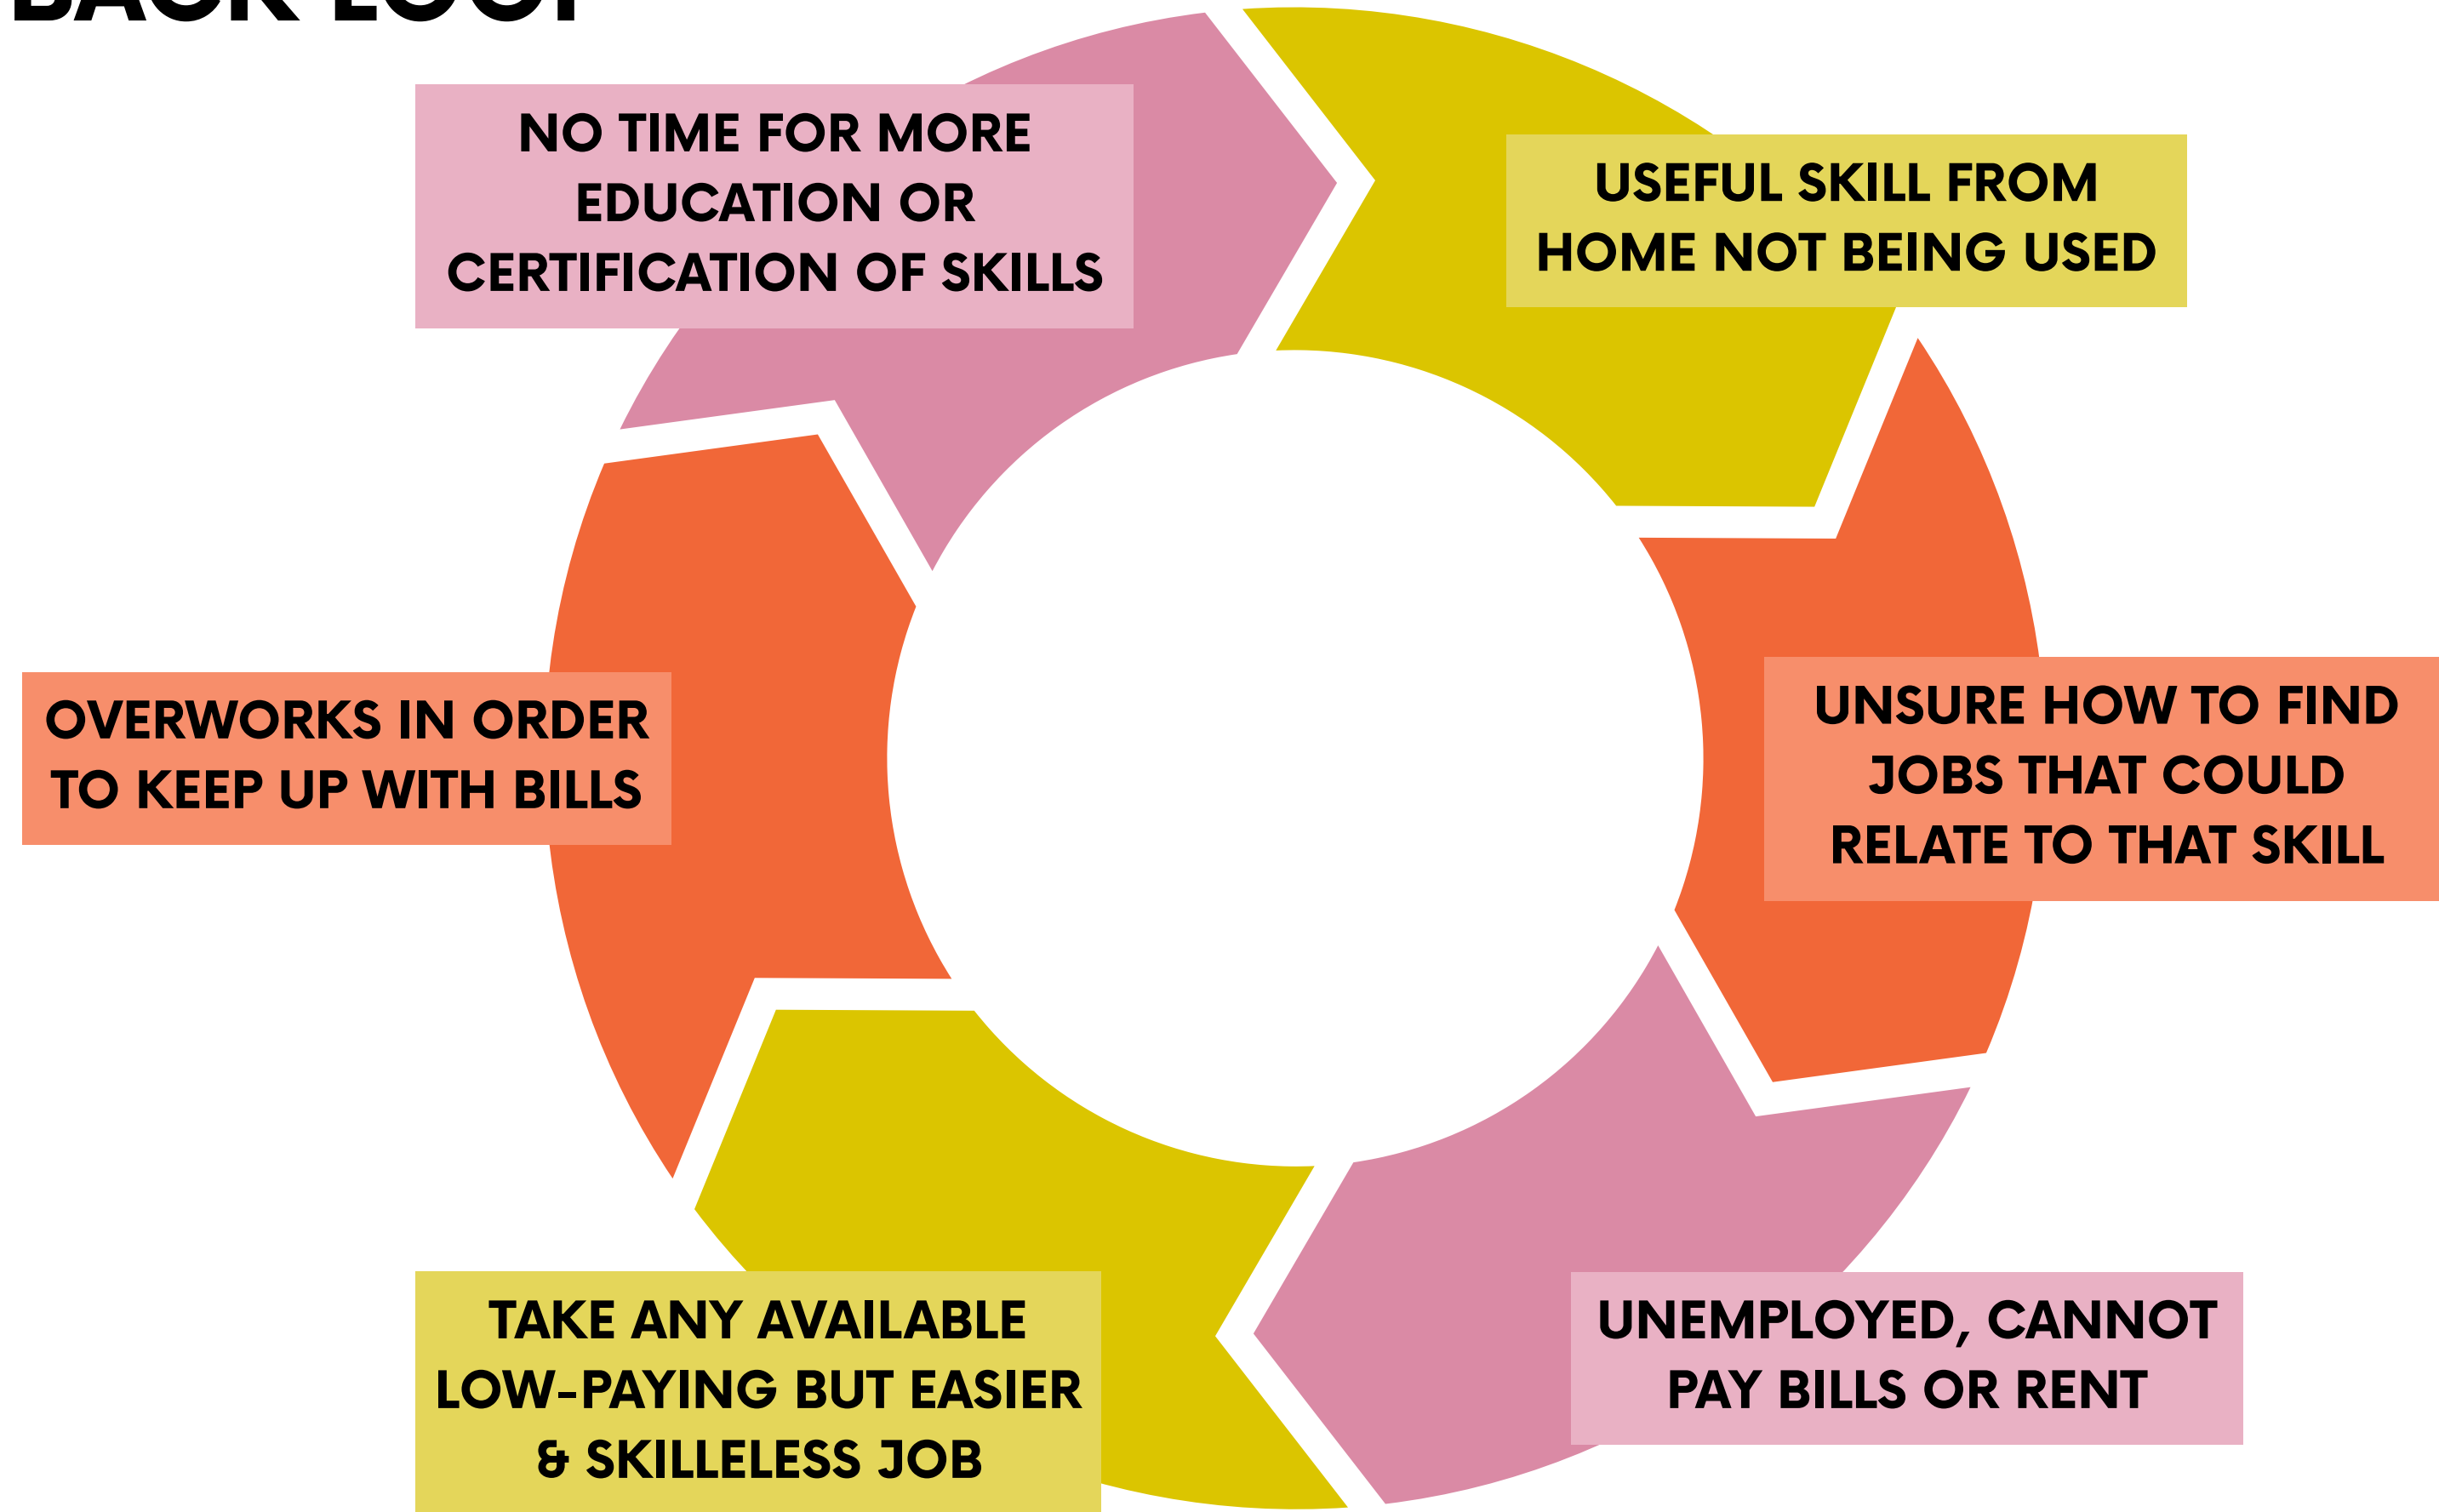 NO TIME FOR MORE
EDUCATION OR
CERTIFICATION OF SKILLS
USEFUL SKILL FROM
HOME NOT BEING USED
OVERWORKS IN ORDER
TO KEEP UP WITH BILLS
UNSURE HOW TO FIND
JOBS THAT COULD
RELATE TO THAT SKILL
TAKE ANY AVAILABLE
LOW-PAYING BUT EASIER
& SKILLELESS JOB
UNEMPLOYED, CANNOT
PAY BILLS OR RENT